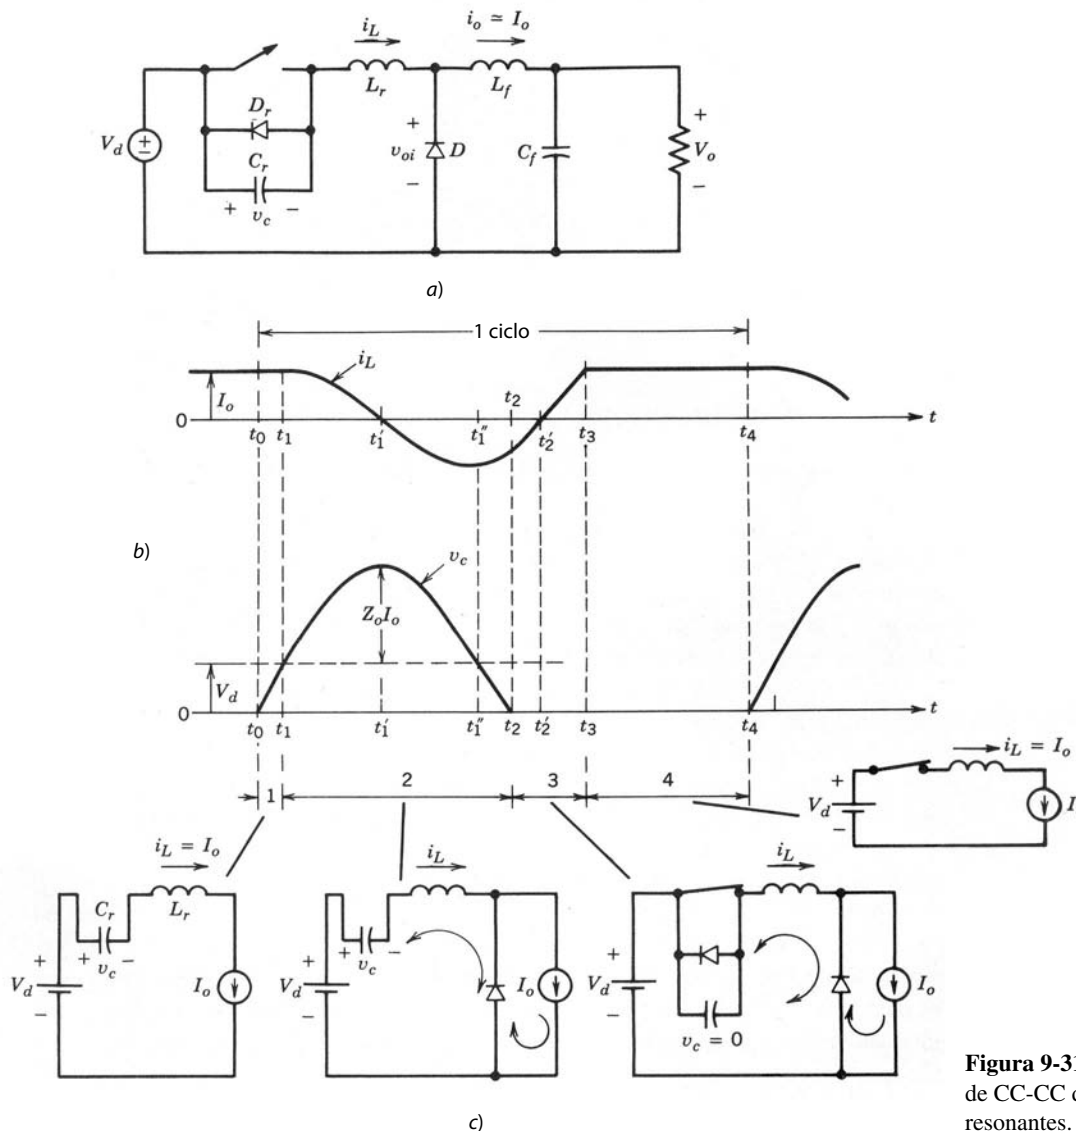 i_L
i_o ≃ I_o
L_r
L_f
D_r
V_d
+
v_oi
D
C_f
V_o
C_r
+ v_c −
a)
1 ciclo
i_L
I_o
0
t_0 t_1 t_1' t_1'' t_2 t_2' t_3 t_4 t
b)
v_c
Z_oI_o
V_d
0
t_0 t_1 t_1' t_1'' t_2 t_2' t_3 t_4 t
1 2 3 4
i_L = I_o
V_d
I
i_L = I_o
C_r
L_r
+ v_c −
V_d
I_o
i_L
+ v_c −
V_d
I_o
i_L
V_d
I_o
v_c = 0
c)
Figura 9-31
de CC-CC
resonantes.